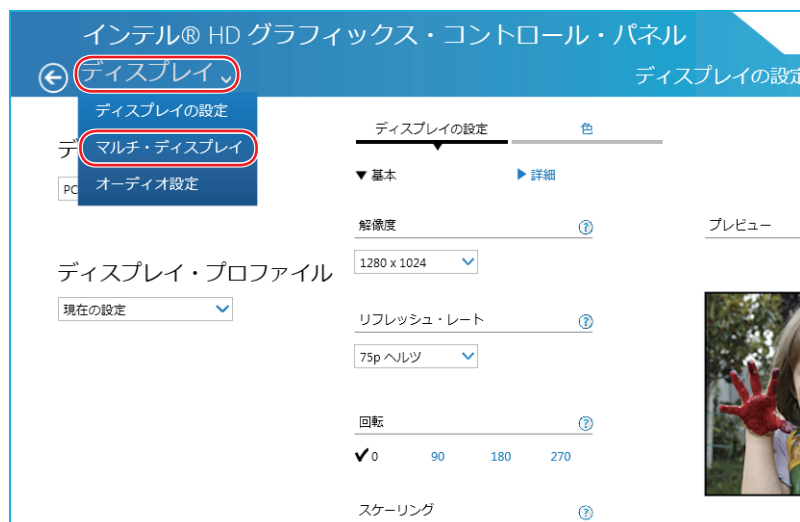 インテル® HD グラフィックス・コントロール・パネル
ディスプレイ
ディスプレイの設定
ディスプレイの設定
マルチ・ディスプレイ
オーディオ設定
デ
PC
ディスプレイ・プロファイル
現在の設定
ディスプレイの設定
色
▼ 基本
▶ 詳細
解像度
?
1280 x 1024
リフレッシュ・レート
?
75p ヘルツ
回転
?
✔0 90 180 270
スケーリング
?
プレビュー